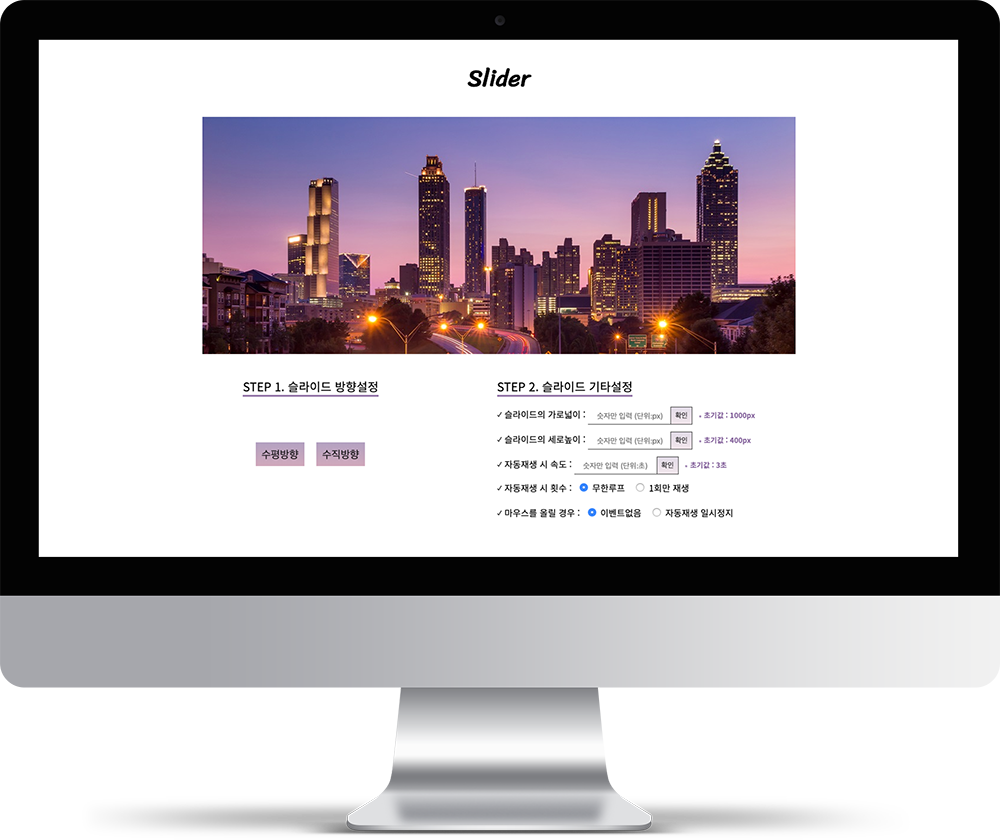 Slider
STEP 1. 슬라이드 방향설정
수평방향 수직방향
STEP 2. 슬라이드 기타설정
✓ 슬라이드의 가로넓이 : 숫자만 입력 (단위:px) 확인 • 초기값 : 1000px
✓ 슬라이드의 세로높이 : 숫자만 입력 (단위:px) 확인 • 초기값 : 400px
✓ 자동재생 시 속도 : 숫자만 입력 (단위:초) 확인 • 초기값 : 3초
✓ 자동재생 시 횟수 : 무한루프 1회만 재생
✓ 마우스를 올릴 경우 : 이벤트없음 자동재생 일시정지